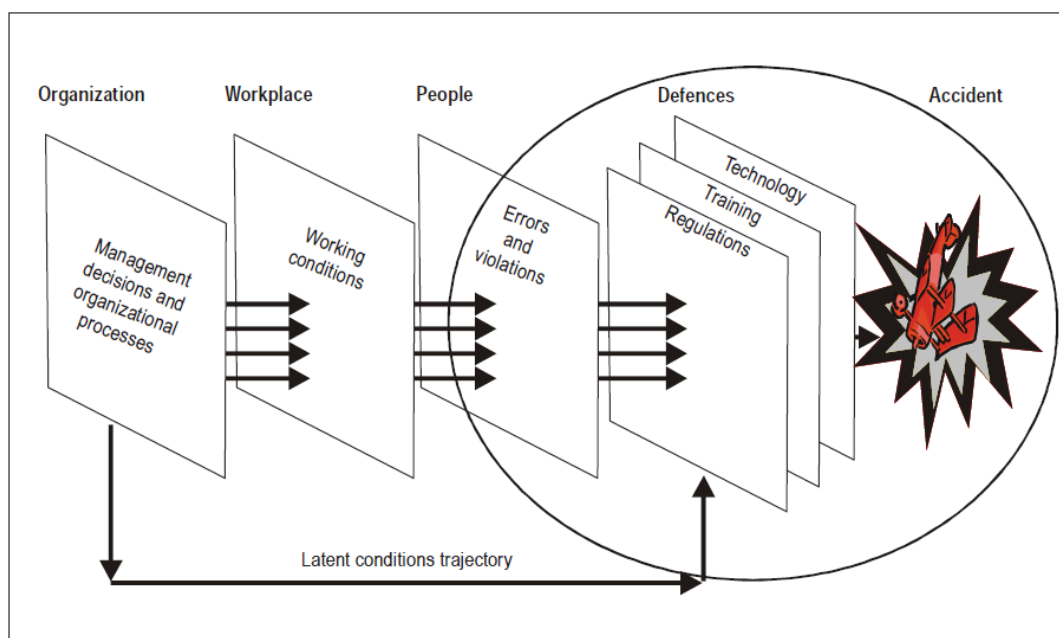 Organization
Workplace
People
Defences
Accident
Management
decisions and
organizational
processes
Working
conditions
Errors
and
violations
Technology
Training
Regulations
Latent conditions trajectory